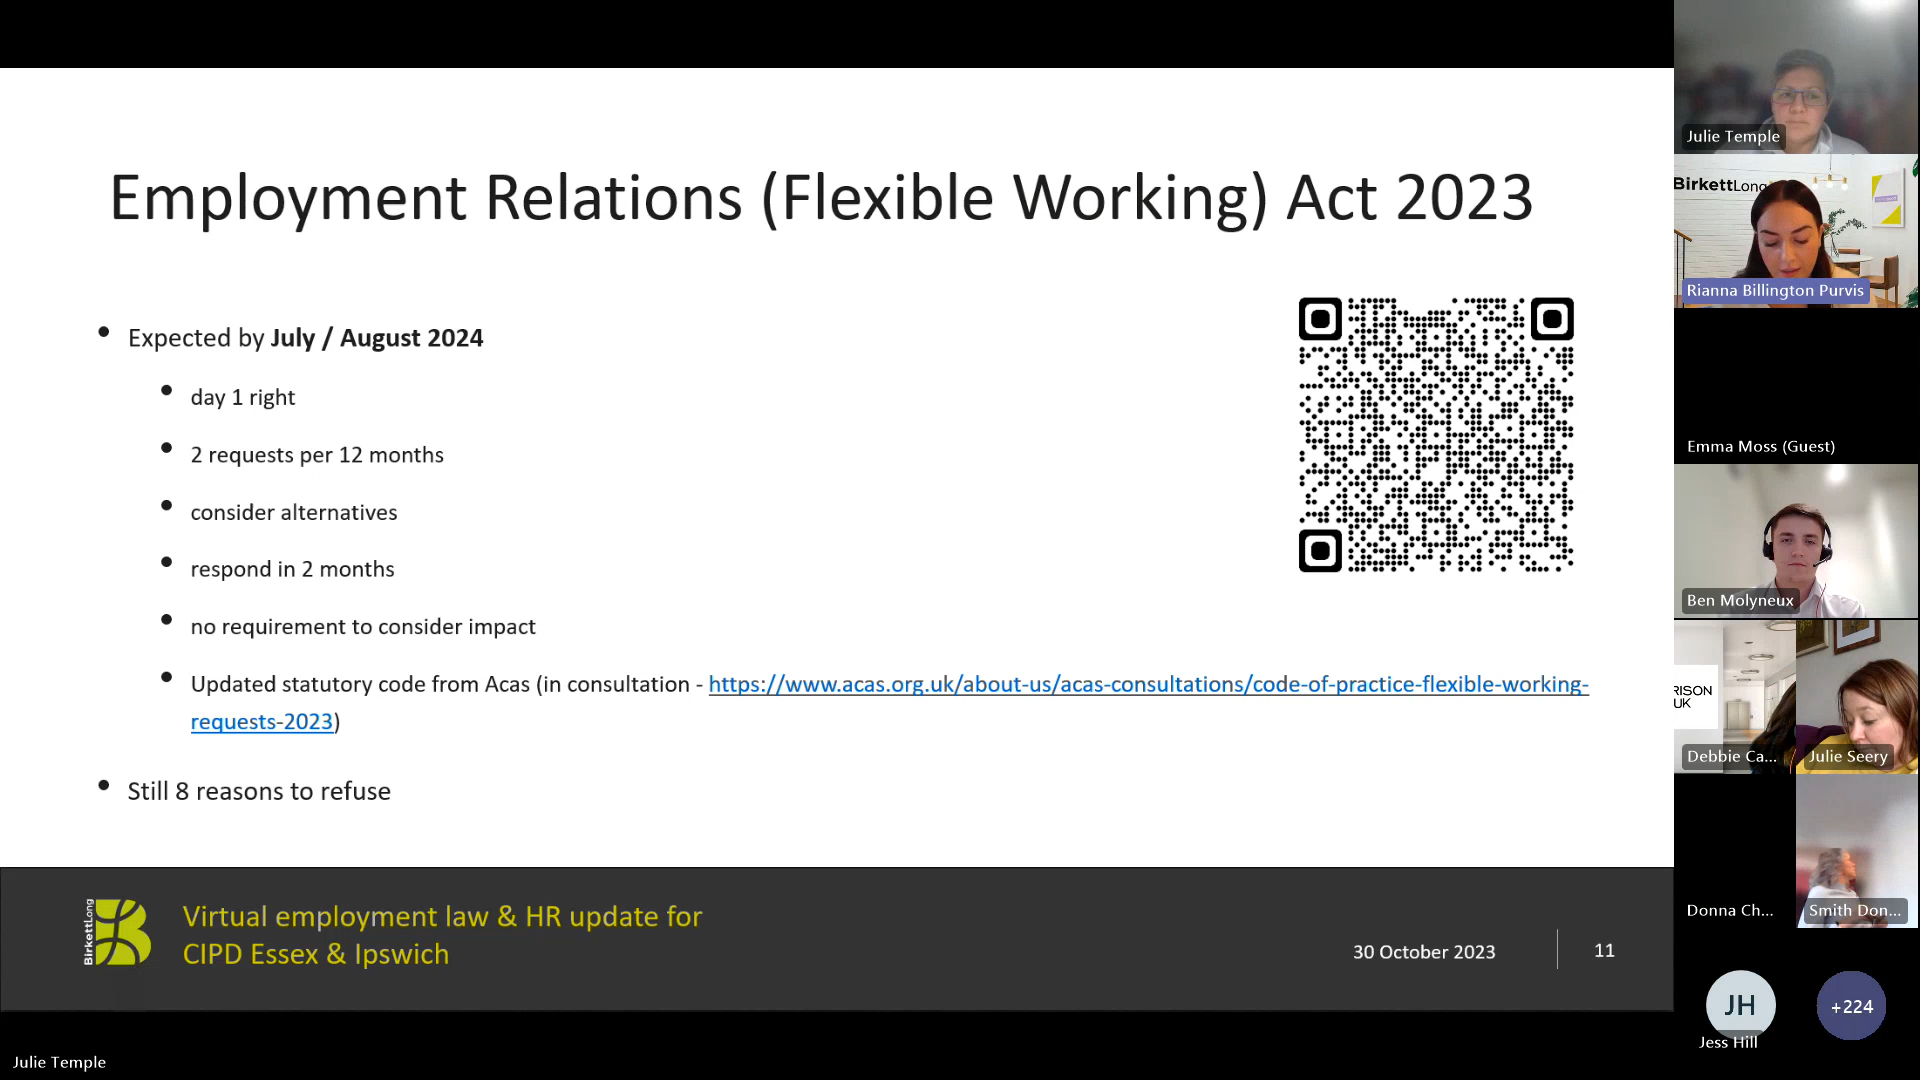 Employment Relations (Flexible Working) Act 2023
• Expected by July / August 2024
• day 1 right
• 2 requests per 12 months
• consider alternatives
• respond in 2 months
• no requirement to consider impact
• Updated statutory code from Acas (in consultation - https://www.acas.org.uk/about-us/acas-consultations/code-of-practice-flexible-working-
requests-2023)
• Still 8 reasons to refuse
BirkettLong
Virtual employment law & HR update for
CIPD Essex & Ipswich
30 October 2023
11
Julie Temple
Julie Temple
BirkettLong
Rianna Billington Purvis
Emma Moss (Guest)
Ben Molyneux
RISON
UK
Debbie Ca...
Julie Seery
Donna Ch...
Smith Don...
JH
Jess Hill
+224